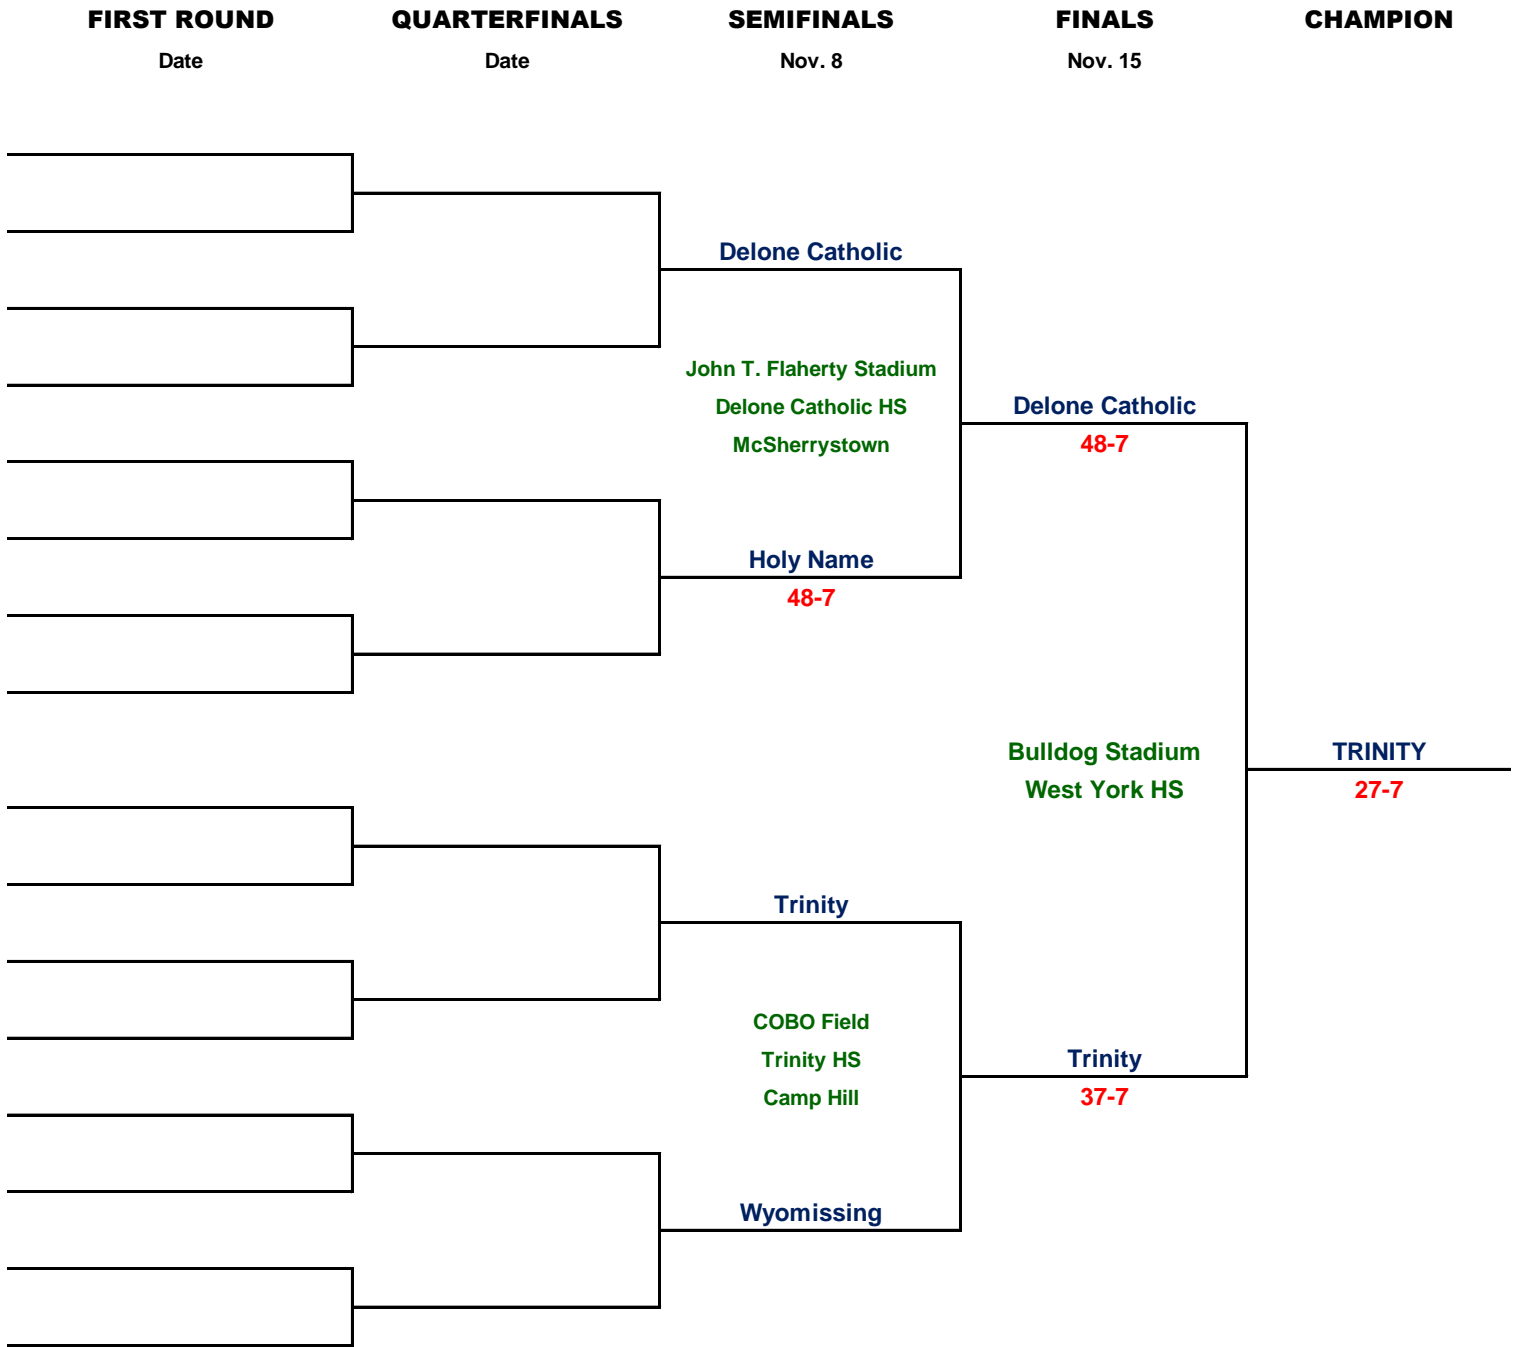 FIRST ROUND
QUARTERFINALS
SEMIFINALS
FINALS
CHAMPION
Date
Date
Nov. 8
Nov. 15
Delone Catholic
John T. Flaherty Stadium
Delone Catholic HS
McSherrystown
Delone Catholic
48-7
Holy Name
48-7
Bulldog Stadium
West York HS
TRINITY
27-7
Trinity
COBO Field
Trinity HS
Camp Hill
Trinity
37-7
Wyomissing